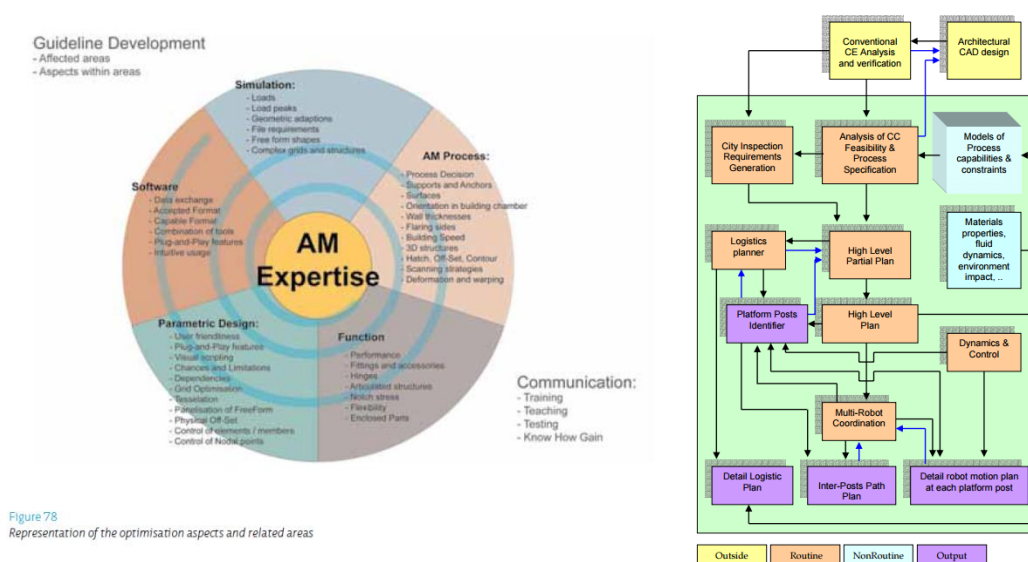 Guideline Development
- Affected areas
- Aspects within areas
Simulation:
- Loads
- Load peaks
- Geometric adaptions
- File requirements
- Free form shapes
- Complex grids and structures
AM Process:
- Process Decision
- Supports and Anchors
- Surfaces
- Orientation in building chamber
- Wall thicknesses
- Flaring sides
- Building Speed
- 3D structures
- Hatch, Off-Set, Contour
- Scanning strategies
- Deformation and warping
Software
- Data exchange
- Accepted Format
- Capable Format
- Combination of tools
- Plug-and-Play features
- Intuitive usage
AM
Expertise
Parametric Design:
- User friendliness
- Plug-and-Play features
- Visual scripting
- Chances and Limitations
- Dependencies
- Grid Optimisation
- Tesselation
- Panelisation of FreeForm
- Physical Off-Set
- Control of elements / members
- Control of Nodal points
Function
- Performance
- Fittings and accessories
- Hinges
- Articulated structures
- Notch stress
- Flexibility
- Enclosed Parts
Communication:
- Training
- Teaching
- Testing
- Know How Gain
Figure 78
Representation of the optimisation aspects and related areas
Conventional
CE Analysis
and verification
Architectural
CAD design
City Inspection
Requirements
Generation
Analysis of CC
Feasibility &
Process
Specification
Models of
Process
capabilities &
constraints
Logistics
planner
High Level
Partial Plan
Materials
properties,
fluid
dynamics,
environment
impact, ..
Platform Posts
Identifier
High Level
Plan
Dynamics &
Control
Multi-Robot
Coordination
Detail Logistic
Plan
Inter-Posts Path
Plan
Detail robot motion plan
at each platform post
Outside
Routine
NonRoutine
Output